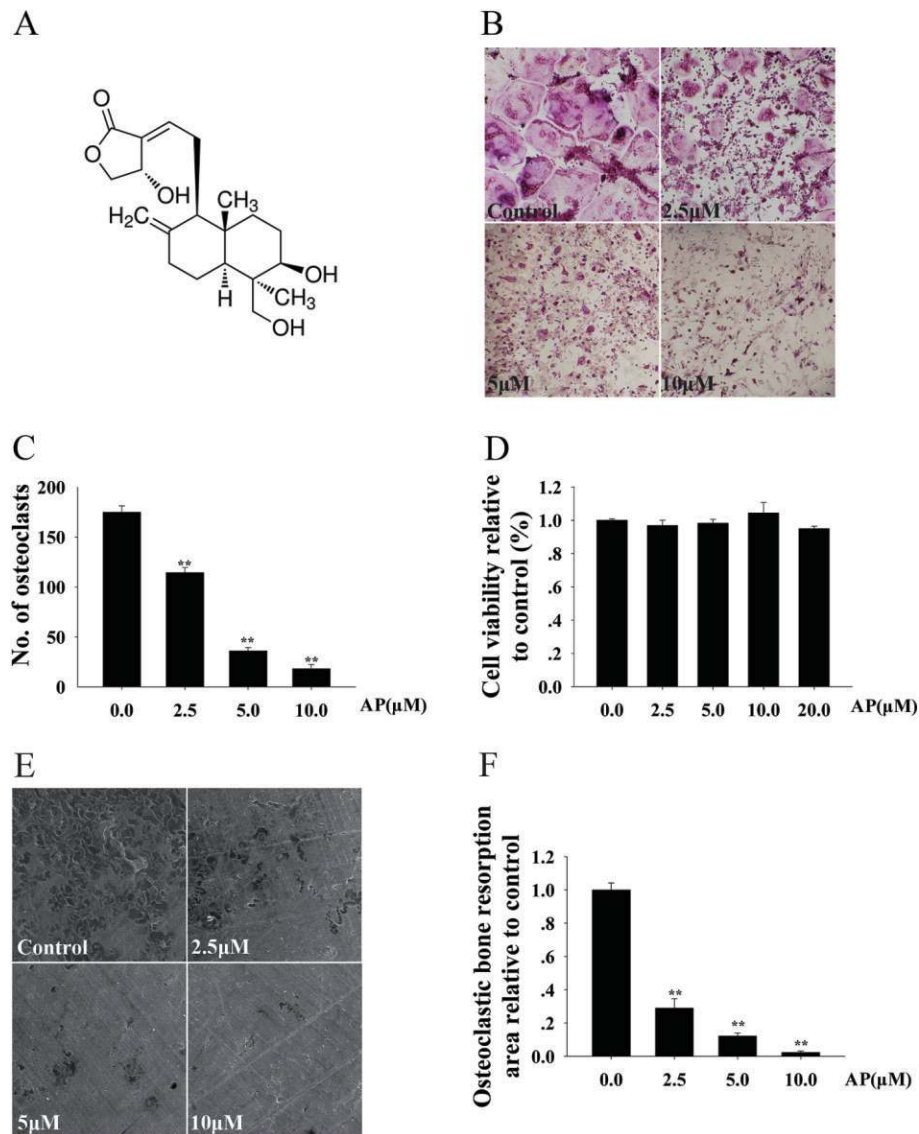 A
O
O
OH
H₂C
CH₃
H
CH₃
OH
OH
B
Control
2.5μM
5μM
10μM
C
No. of osteoclasts
200
150
100
50
0
**
**
**
0.0 2.5 5.0 10.0 AP(μM)
D
Cell viability relative
to control (%)
1.2
1.0
.8
.6
.4
.2
0.0
0.0 2.5 5.0 10.0 20.0 AP(μM)
E
Control
2.5μM
5μM
10μM
F
Osteoclastic bone resorption
area relative to control
1.2
1.0
.8
.6
.4
.2
0.0
**
**
**
0.0 2.5 5.0 10.0 AP(μM)